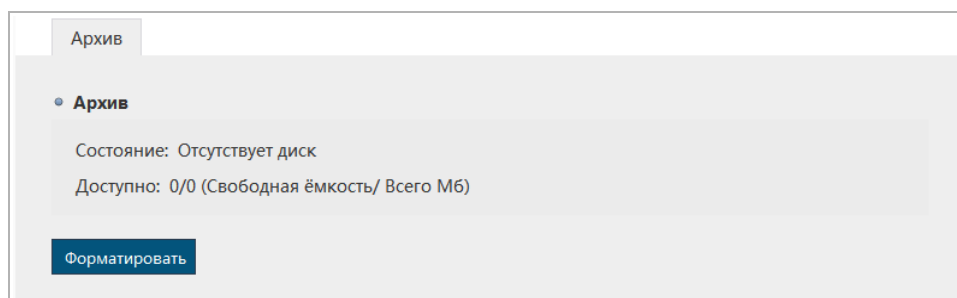 Архив
Архив
Состояние: Отсутствует диск
Доступно: 0/0 (Свободная ёмкость/ Всего Мб)
Форматировать